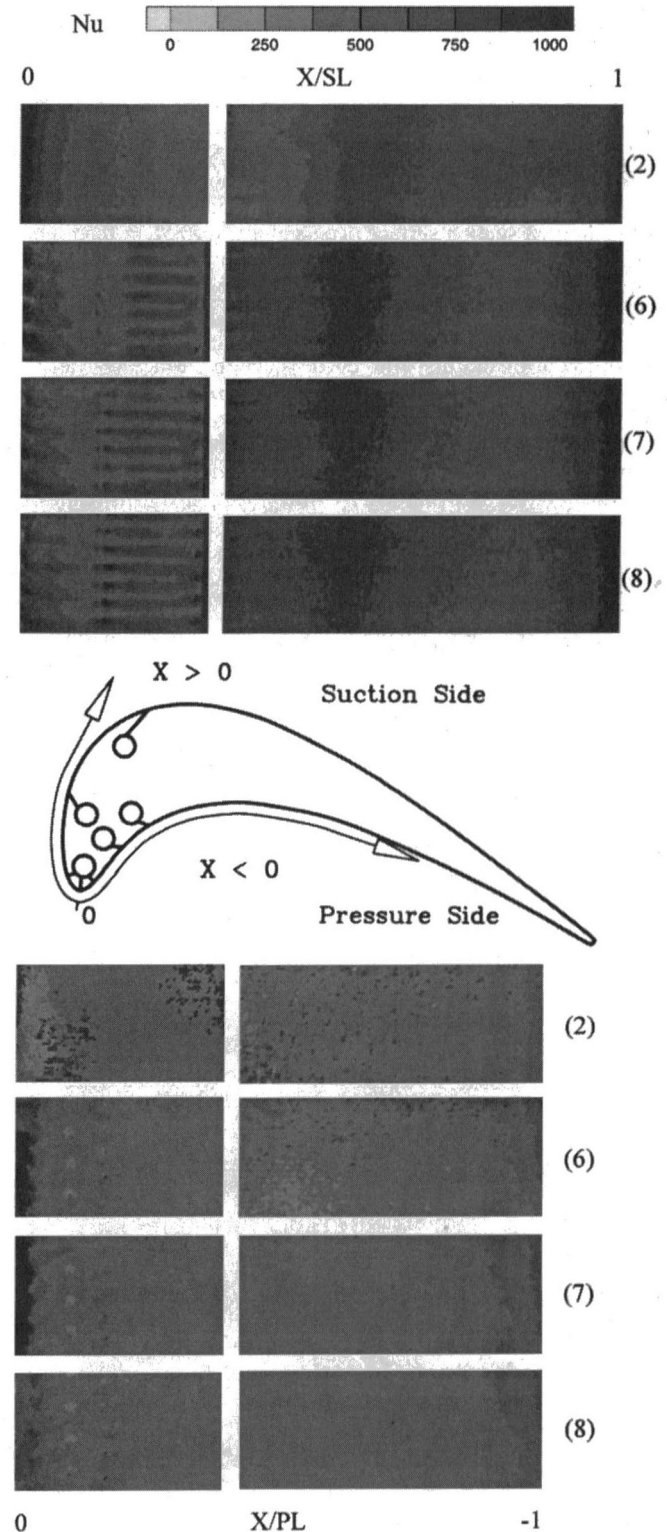 Nu
0 250 500 750 1000
0 X/SL 1
(2)
(6)
(7)
(8)
X > 0
Suction Side
X < 0
0
Pressure Side
(2)
(6)
(7)
(8)
0 X/PL -1